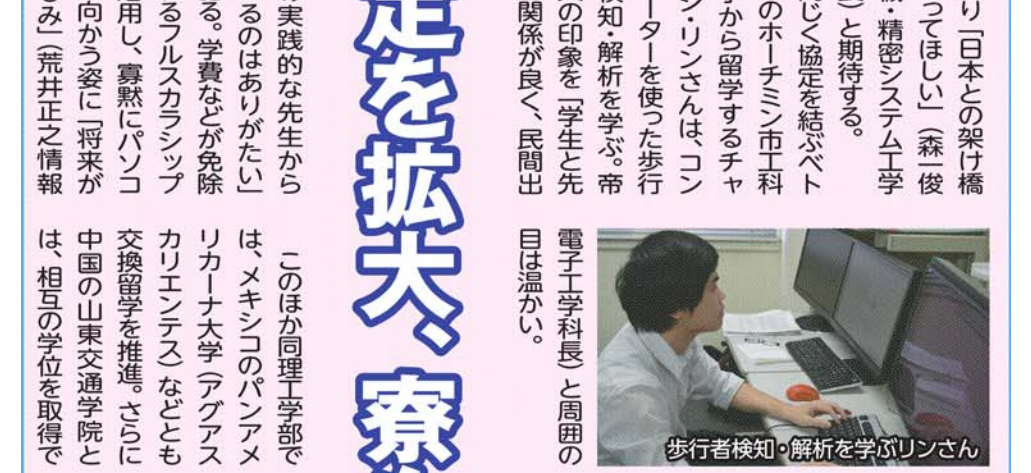 り「日本との架け橋
ってほしい」（森一俊
・精密システム工学
）と期待する。
じく協定を結ぶベト
のホーチミン市工科
から留学するチャ
ン・リンさんは、コン
ーターを使った歩行
検知・解析を学ぶ。帝
の印象を「学生と先
関係が良く、民間出
を拡大、寮
実践的な先生から
るのはありがたい」
る。学費などが免除
るフルスカラシップ
用し、寡黙にパソコ
向かう姿に「将来が
み」（荒井正之情報
電子工学科長）と周囲の
目は温かい。
歩行者検知・解析を学ぶリンさん
このほか同理工学部で
は、メキシコのパンアメ
リカーナ大学（アグアス
カリエンテス）などとも
交換留学を推進。さらに
中国の山東交通学院と
は、相互の学位を取得で